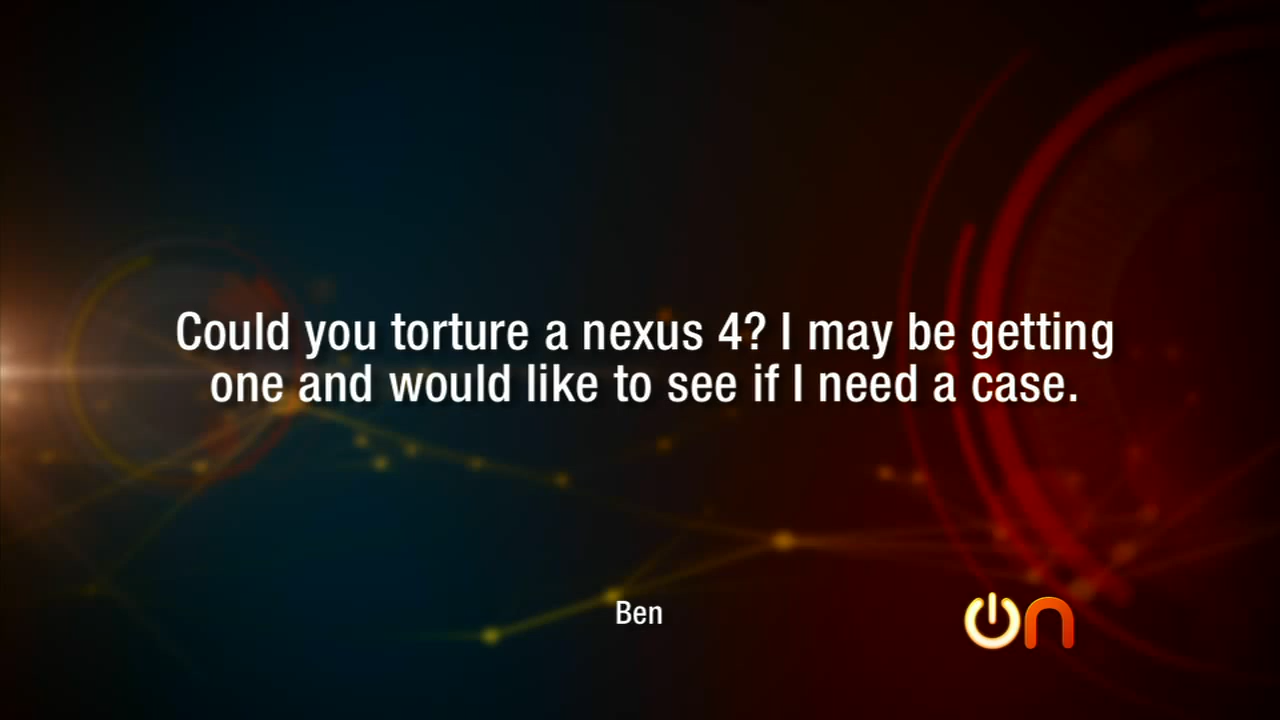 Could you torture a nexus 4? I may be getting
one and would like to see if I need a case.
Ben
on